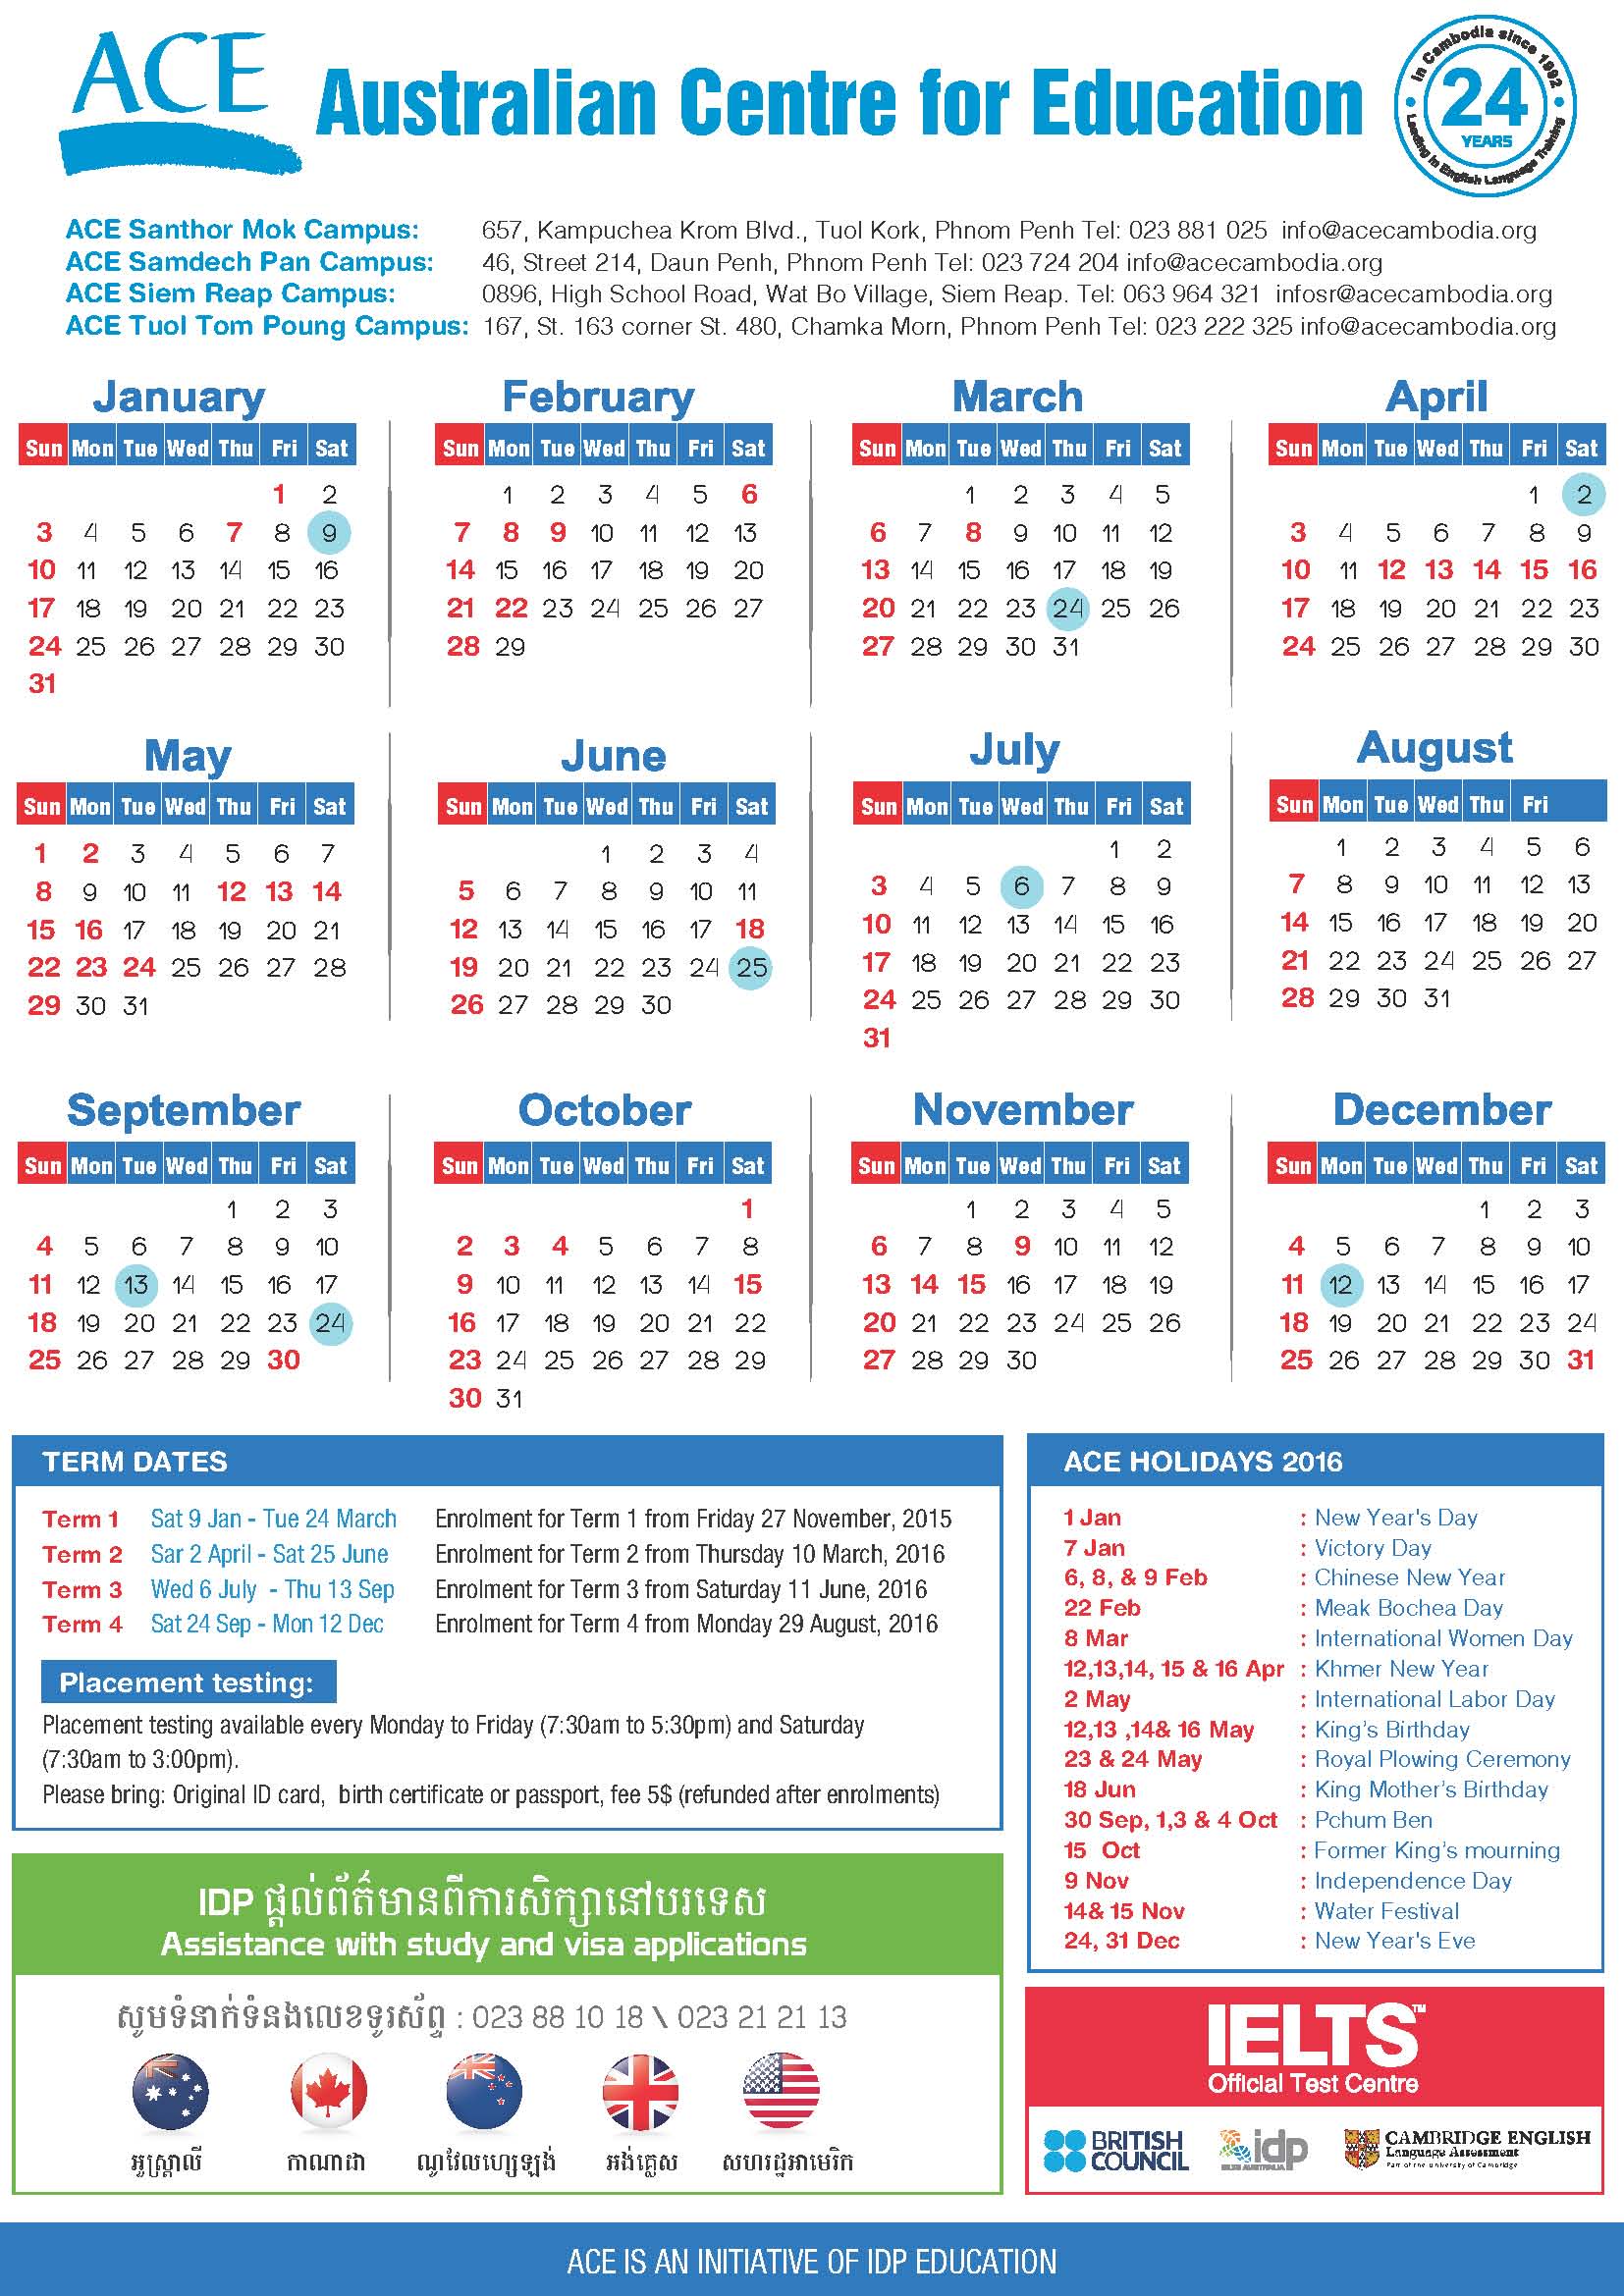 ACE
Australian Centre for Education
In Cambodia since 1992
24
YEARS
Leading in English Language Training
ACE Santhor Mok Campus: 657, Kampuchea Krom Blvd., Tuol Kork, Phnom Penh Tel: 023 881 025 info@acecambodia.org
ACE Samdech Pan Campus: 46, Street 214, Daun Penh, Phnom Penh Tel: 023 724 204 info@acecambodia.org
ACE Siem Reap Campus: 0896, High School Road, Wat Bo Village, Siem Reap. Tel: 063 964 321 infosr@acecambodia.org
ACE Tuol Tom Poung Campus: 167, St. 163 corner St. 480, Chamka Morn, Phnom Penh Tel: 023 222 325 info@acecambodia.org
January
Sun Mon Tue Wed Thu Fri Sat
1 2
3 4 5 6 7 8 9
10 11 12 13 14 15 16
17 18 19 20 21 22 23
24 25 26 27 28 29 30
31
February
Sun Mon Tue Wed Thu Fri Sat
1 2 3 4 5 6
7 8 9 10 11 12 13
14 15 16 17 18 19 20
21 22 23 24 25 26 27
28 29
March
Sun Mon Tue Wed Thu Fri Sat
1 2 3 4 5
6 7 8 9 10 11 12
13 14 15 16 17 18 19
20 21 22 23 24 25 26
27 28 29 30 31
April
Sun Mon Tue Wed Thu Fri Sat
1 2
3 4 5 6 7 8 9
10 11 12 13 14 15 16
17 18 19 20 21 22 23
24 25 26 27 28 29 30
May
Sun Mon Tue Wed Thu Fri Sat
1 2 3 4 5 6 7
8 9 10 11 12 13 14
15 16 17 18 19 20 21
22 23 24 25 26 27 28
29 30 31
June
Sun Mon Tue Wed Thu Fri Sat
1 2 3 4
5 6 7 8 9 10 11
12 13 14 15 16 17 18
19 20 21 22 23 24 25
26 27 28 29 30
July
Sun Mon Tue Wed Thu Fri Sat
1 2
3 4 5 6 7 8 9
10 11 12 13 14 15 16
17 18 19 20 21 22 23
24 25 26 27 28 29 30
31
August
Sun Mon Tue Wed Thu Fri
1 2 3 4 5 6
7 8 9 10 11 12 13
14 15 16 17 18 19 20
21 22 23 24 25 26 27
28 29 30 31
September
Sun Mon Tue Wed Thu Fri Sat
1 2 3
4 5 6 7 8 9 10
11 12 13 14 15 16 17
18 19 20 21 22 23 24
25 26 27 28 29 30
October
Sun Mon Tue Wed Thu Fri Sat
1
2 3 4 5 6 7 8
9 10 11 12 13 14 15
16 17 18 19 20 21 22
23 24 25 26 27 28 29
30 31
November
Sun Mon Tue Wed Thu Fri Sat
1 2 3 4 5
6 7 8 9 10 11 12
13 14 15 16 17 18 19
20 21 22 23 24 25 26
27 28 29 30
December
Sun Mon Tue Wed Thu Fri Sat
1 2 3
4 5 6 7 8 9 10
11 12 13 14 15 16 17
18 19 20 21 22 23 24
25 26 27 28 29 30 31
TERM DATES
Term 1 Sat 9 Jan - Tue 24 March Enrolment for Term 1 from Friday 27 November, 2015
Term 2 Sar 2 April - Sat 25 June Enrolment for Term 2 from Thursday 10 March, 2016
Term 3 Wed 6 July - Thu 13 Sep Enrolment for Term 3 from Saturday 11 June, 2016
Term 4 Sat 24 Sep - Mon 12 Dec Enrolment for Term 4 from Monday 29 August, 2016
Placement testing:
Placement testing available every Monday to Friday (7:30am to 5:30pm) and Saturday
(7:30am to 3:00pm).
Please bring: Original ID card, birth certificate or passport, fee 5$ (refunded after enrolments)
ACE HOLIDAYS 2016
1 Jan : New Year's Day
7 Jan : Victory Day
6, 8, & 9 Feb : Chinese New Year
22 Feb : Meak Bochea Day
8 Mar : International Women Day
12,13,14, 15 & 16 Apr : Khmer New Year
2 May : International Labor Day
12,13 ,14& 16 May : King's Birthday
23 & 24 May : Royal Plowing Ceremony
18 Jun : King Mother's Birthday
30 Sep, 1,3 & 4 Oct : Pchum Ben
15 Oct : Former King's mourning
9 Nov : Independence Day
14& 15 Nov : Water Festival
24, 31 Dec : New Year's Eve
IDP ផ្តល់ព័ត៌មានពីការសិក្សានៅបរទេស
Assistance with study and visa applications
សូមទំនាក់ទំនងលេខទូរស័ព្ទ : 023 88 10 18 \ 023 21 21 13
អូស្ត្រាលី កាណាដា ណូវែលហ្សេឡង់ អង់គ្លេស សហរដ្ឋអាមេរិក
IELTS™
Official Test Centre
BRITISH COUNCIL
idp
IELTS AUSTRALIA
CAMBRIDGE ENGLISH
Language Assessment
Part of the University of Cambridge
ACE IS AN INITIATIVE OF IDP EDUCATION